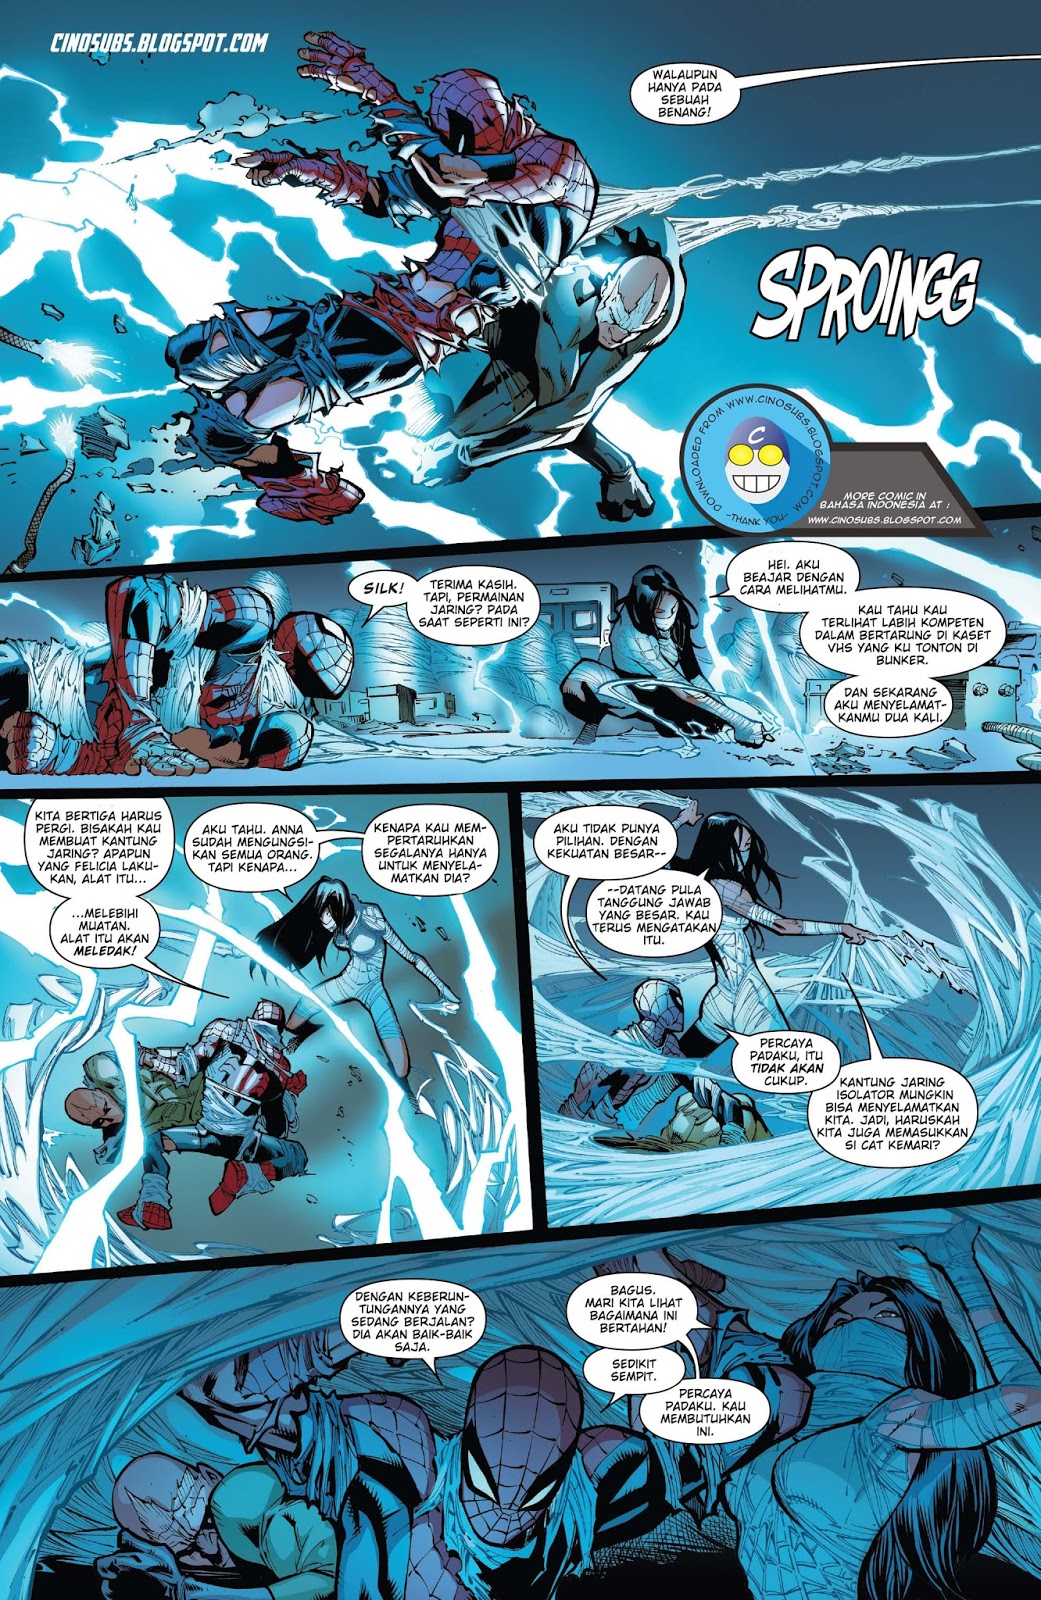 CINOSUBS.BLOGSPOT.COM
WALAUPUN
HANYA PADA
SEBUAH
BENANG!
SPROINGG
DOWNLOADED FROM WWW.CINOSUBS.BLOGSPOT.COM
C
-THANK YOU-
MORE COMIC IN
BAHASA INDONESIA AT :
WWW.CINOSUBS.BLOGSPOT.COM
SILK!
TERIMA KASIH.
TAPI, PERMAINAN
JARING? PADA
SAAT SEPERTI INI?
HEI. AKU
BEAJAR DENGAN
CARA MELIHATMU.
KAU TAHU KAU
TERLIHAT LABIH KOMPETEN
DALAM BERTARUNG DI KASET
VHS YANG KU TONTON DI
BUNKER.
DAN SEKARANG
AKU MENYELAMAT-
KANMU DUA KALI.
KITA BERTIGA HARUS
PERGI. BISAKAH KAU
MEMBUAT KANTUNG
JARING? APAPUN
YANG FELICIA LAKU-
KAN, ALAT ITU...
...MELEBIHI
MUATAN.
ALAT ITU AKAN
MELEDAK!
AKU TAHU. ANNA
SUDAH MENGUNGSI-
KAN SEMUA ORANG.
TAPI KENAPA...
KENAPA KAU MEM-
PERTARUHKAN
SEGALANYA HANYA
UNTUK MENYELA-
MATKAN DIA?
AKU TIDAK PUNYA
PILIHAN. DENGAN
KEKUATAN BESAR--
--DATANG PULA
TANGGUNG JAWAB
YANG BESAR. KAU
TERUS MENGATAKAN
ITU.
PERCAYA
PADAKU, ITU
TIDAK AKAN
CUKUP.
KANTUNG JARING
ISOLATOR MUNGKIN
BISA MENYELAMATKAN
KITA. JADI, HARUSKAH
KITA JUGA MEMASUKKAN
SI CAT KEMARI?
DENGAN KEBERUN-
TUNGANNYA YANG
SEDANG BERJALAN?
DIA AKAN BAIK-BAIK
SAJA.
BAGUS.
MARI KITA LIHAT
BAGAIMANA INI
BERTAHAN!
SEDIKIT
SEMPIT.
PERCAYA
PADAKU. KAU
MEMBUTUHKAN
INI.